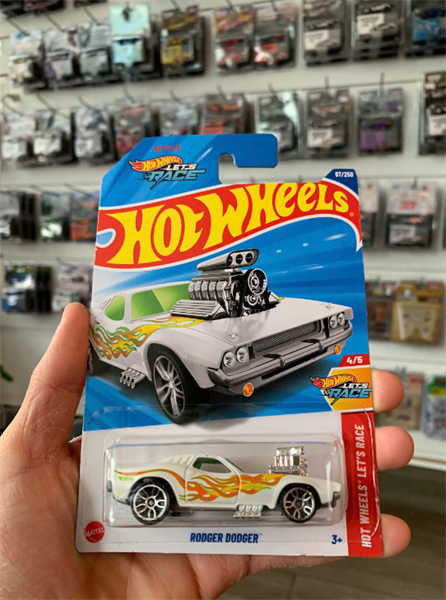 NETFLIX
HOT WHEELS
LET'S
RACE
67/250
HOT WHEELS
4/5
HOT WHEELS
LET'S
RACE
HOT WHEELS LET'S RACE
MATTEL
RODGER DODGER
3+